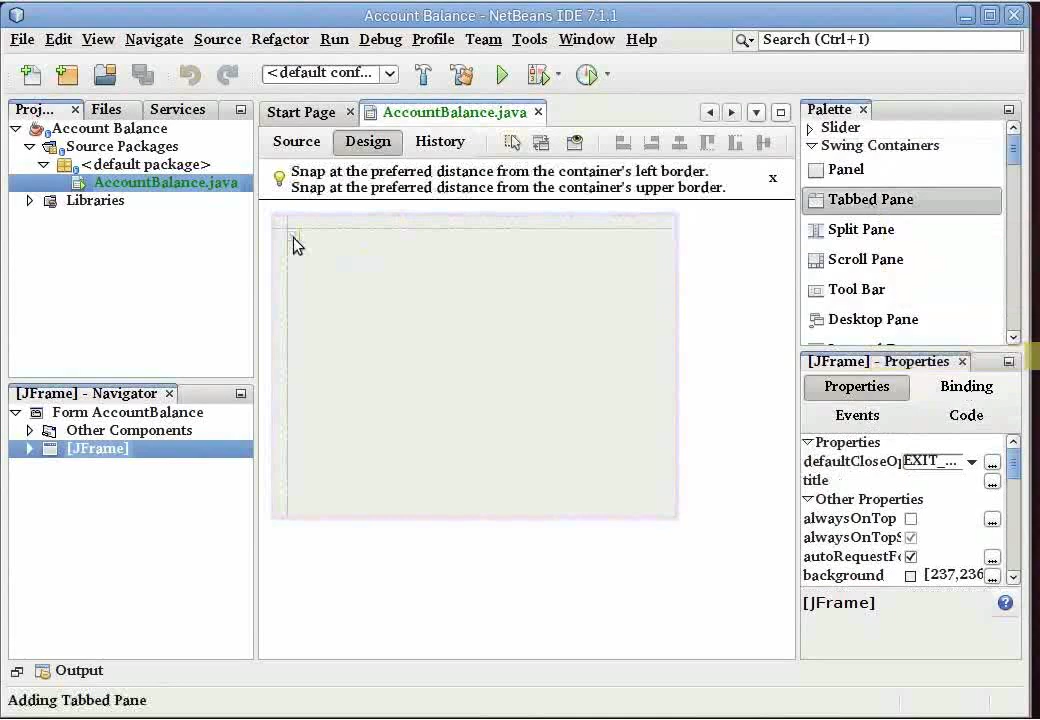 Account Balance - NetBeans IDE 7.1.1
File Edit View Navigate Source Refactor Run Debug Profile Team Tools Window Help
Search (Ctrl+I)
<default conf...
Proj... × Files Services
Account Balance
Source Packages
<default package>
AccountBalance.java
Libraries
Start Page × AccountBalance.java ×
Source Design History
Snap at the preferred distance from the container's left border.
Snap at the preferred distance from the container's upper border.
x
Palette ×
Slider
Swing Containers
Panel
Tabbed Pane
Split Pane
Scroll Pane
Tool Bar
Desktop Pane
[JFrame] - Navigator ×
Form AccountBalance
Other Components
[JFrame]
[JFrame] - Properties ×
Properties Binding
Events Code
Properties
defaultCloseOp EXIT_... ...
title ...
Other Properties
alwaysOnTop ...
alwaysOnTopS
autoRequestFo ...
background [237,236 ...
[JFrame]
Output
Adding Tabbed Pane